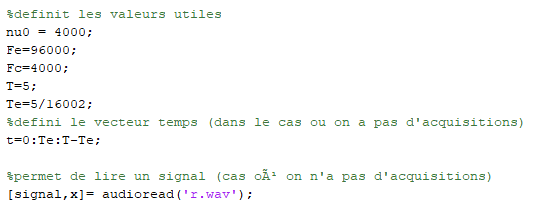 %definit les valeurs utiles
nu0 = 4000;
Fe=96000;
Fc=4000;
T=5;
Te=5/16002;
%defini le vecteur temps (dans le cas ou on a pas d'acquisitions)
t=0:Te:T-Te;
%permet de lire un signal (cas oÃ¹ on n'a pas d'acquisitions)
[signal,x]= audioread('r.wav');